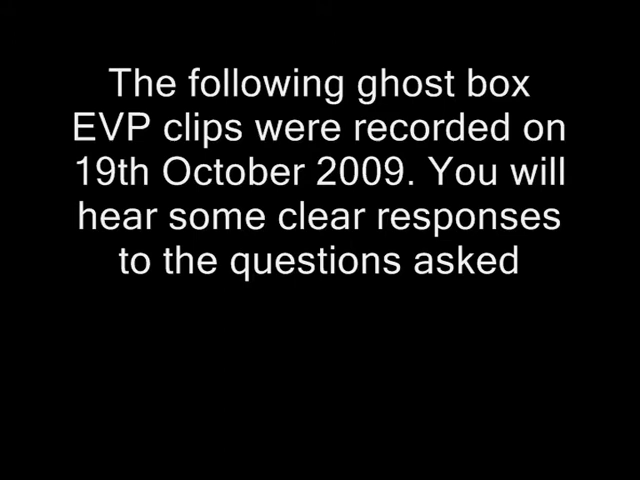 The following ghost box
EVP clips were recorded on
19th October 2009. You will
hear some clear responses
to the questions asked